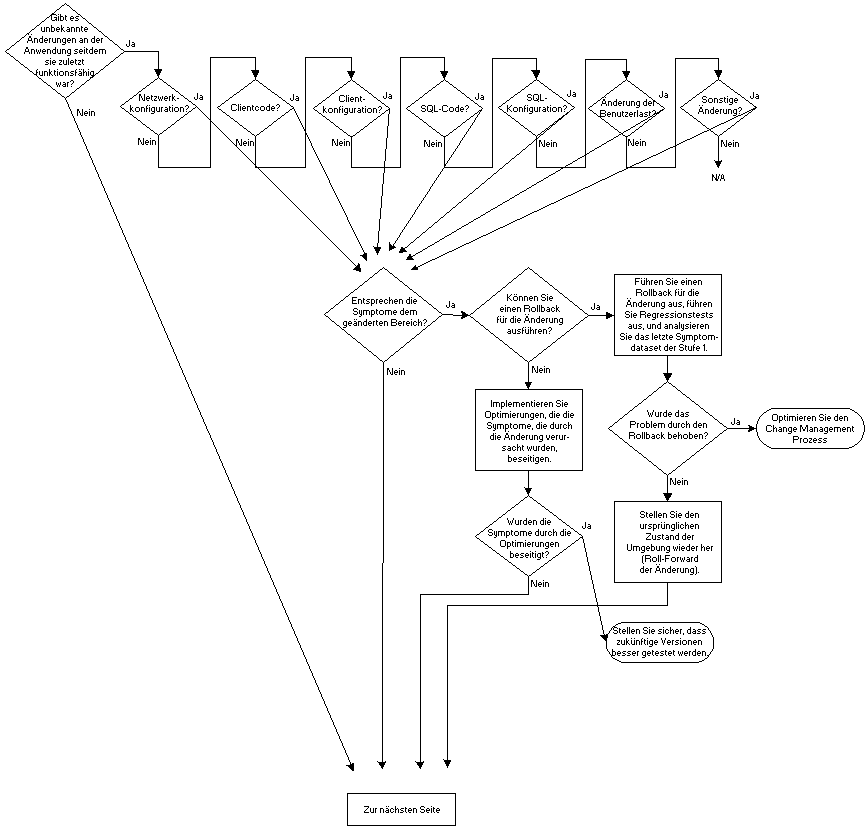 Gibt es
unbekannte
Änderungen an der
Anwendung seitdem
sie zuletzt
funktionsfähig
war?
Ja
Nein
Netzwerk-
konfiguration?
Ja
Nein
Clientcode?
Ja
Nein
Client-
konfiguration?
Ja
Nein
SQL-Code?
Ja
Nein
SQL-
Konfiguration?
Ja
Nein
Änderung der
Benutzerlast?
Ja
Nein
Sonstige
Änderung?
Ja
Nein
N/A
Entsprechen die
Symptome dem
geänderten Bereich?
Ja
Nein
Können Sie
einen Rollback
für die Änderung
ausführen?
Ja
Nein
Führen Sie einen
Rollback für die
Änderung aus, führen
Sie Regressionstests
aus, und analysieren
Sie das letzte Symptom-
dataset der Stufe 1.
Implementieren Sie
Optimierungen, die die
Symptome, die durch
die Änderung verur-
sacht wurden,
beseitigen.
Wurde das
Problem durch den
Rollback behoben?
Ja
Nein
Optimieren Sie den
Change Management
Prozess
Wurden die
Symptome durch die
Optimierungen
beseitigt?
Ja
Nein
Stellen Sie den
ursprünglichen
Zustand der
Umgebung wieder her
(Roll-Forward
der Änderung).
Stellen Sie sicher, dass
zukünftige Versionen
besser getestet werden.
Zur nächsten Seite